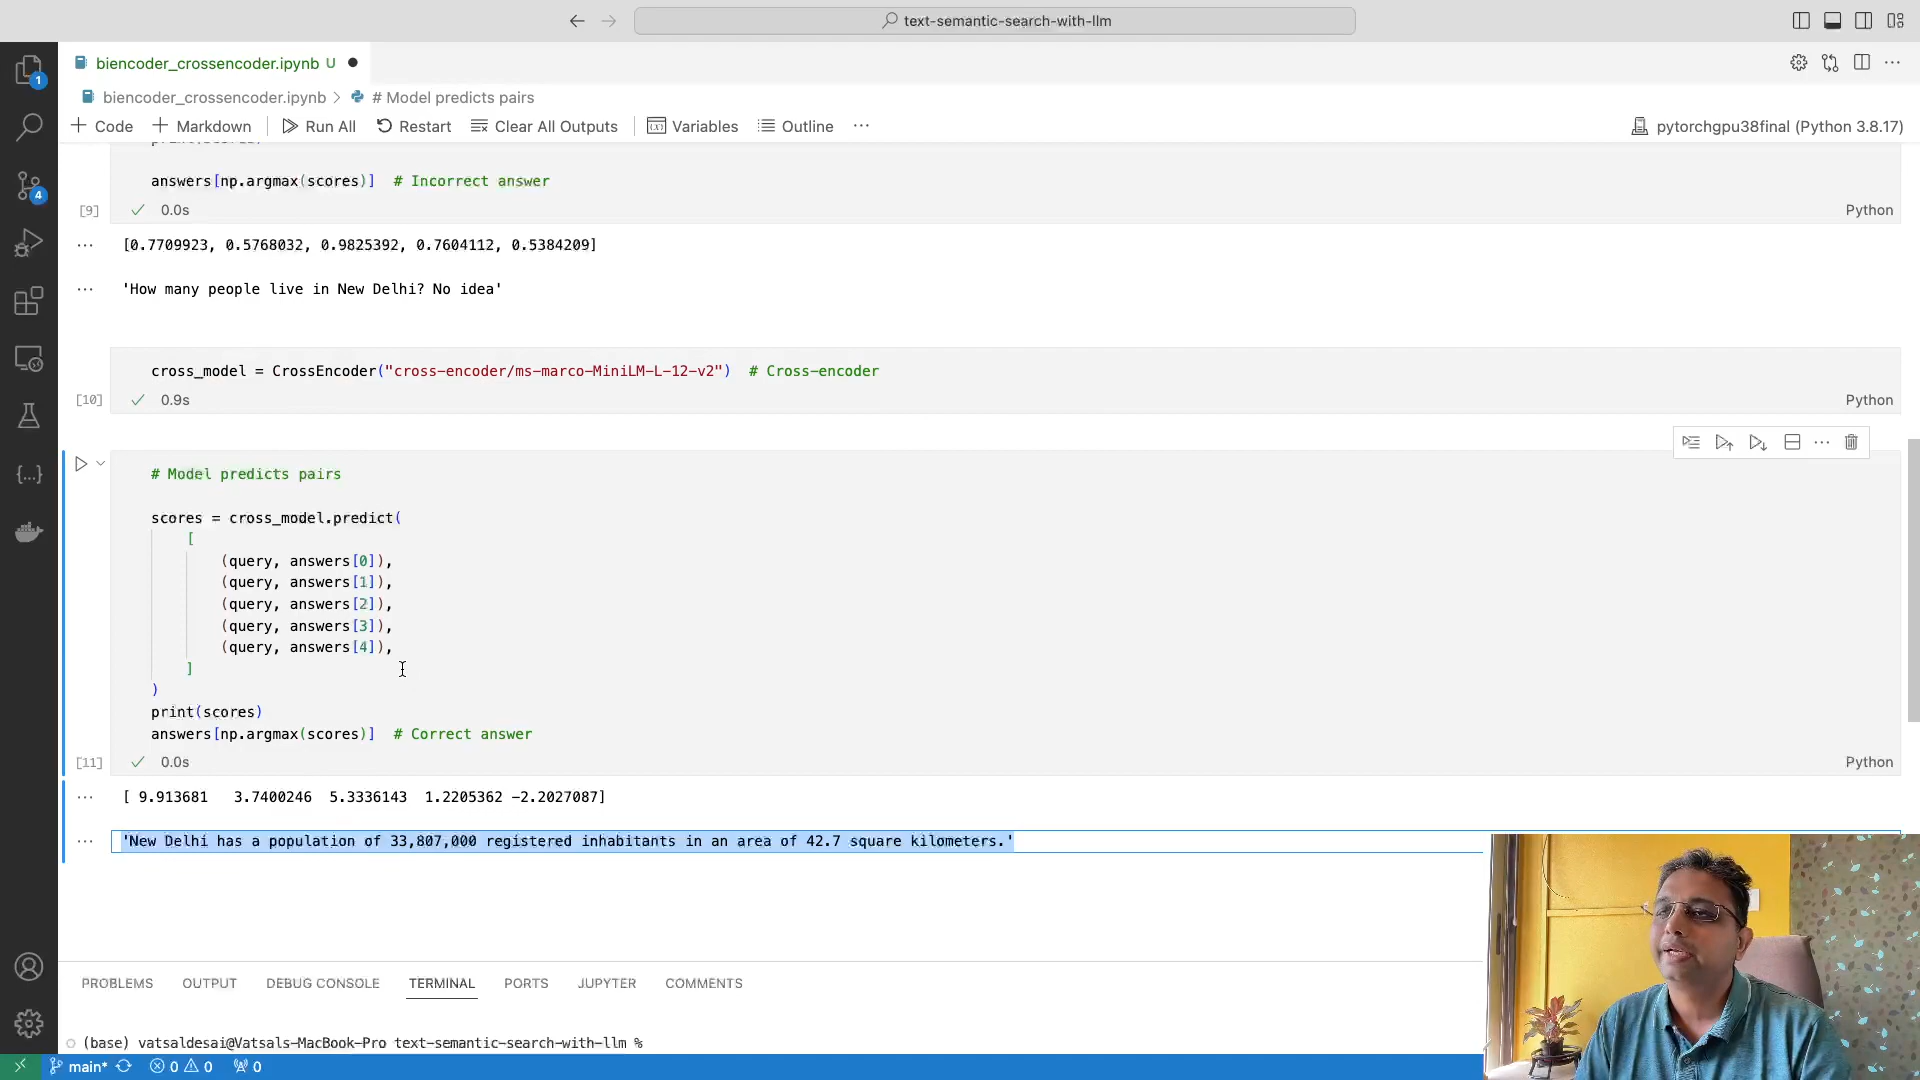 text-semantic-search-with-llm
1
4
biencoder_crossencoder.ipynb U
biencoder_crossencoder.ipynb > # Model predicts pairs
Code Markdown Run All Restart Clear All Outputs Variables Outline ... pytorchgpu38final (Python 3.8.17)
answers[np.argmax(scores)] # Incorrect answer
[9] 0.0s Python
[0.7709923, 0.5768032, 0.9825392, 0.7604112, 0.5384209]
'How many people live in New Delhi? No idea'
cross_model = CrossEncoder("cross-encoder/ms-marco-MiniLM-L-12-v2") # Cross-encoder
[10] 0.9s Python
# Model predicts pairs
scores = cross_model.predict(
[
(query, answers[0]),
(query, answers[1]),
(query, answers[2]),
(query, answers[3]),
(query, answers[4]),
]
)
print(scores)
answers[np.argmax(scores)] # Correct answer
[11] 0.0s Python
[ 9.913681 3.7400246 5.3336143 1.2205362 -2.2027087]
'New Delhi has a population of 33,807,000 registered inhabitants in an area of 42.7 square kilometers.'
PROBLEMS OUTPUT DEBUG CONSOLE TERMINAL PORTS JUPYTER COMMENTS
(base) vatsaldesai@Vatsals-MacBook-Pro text-semantic-search-with-llm %
main* 0 0 0